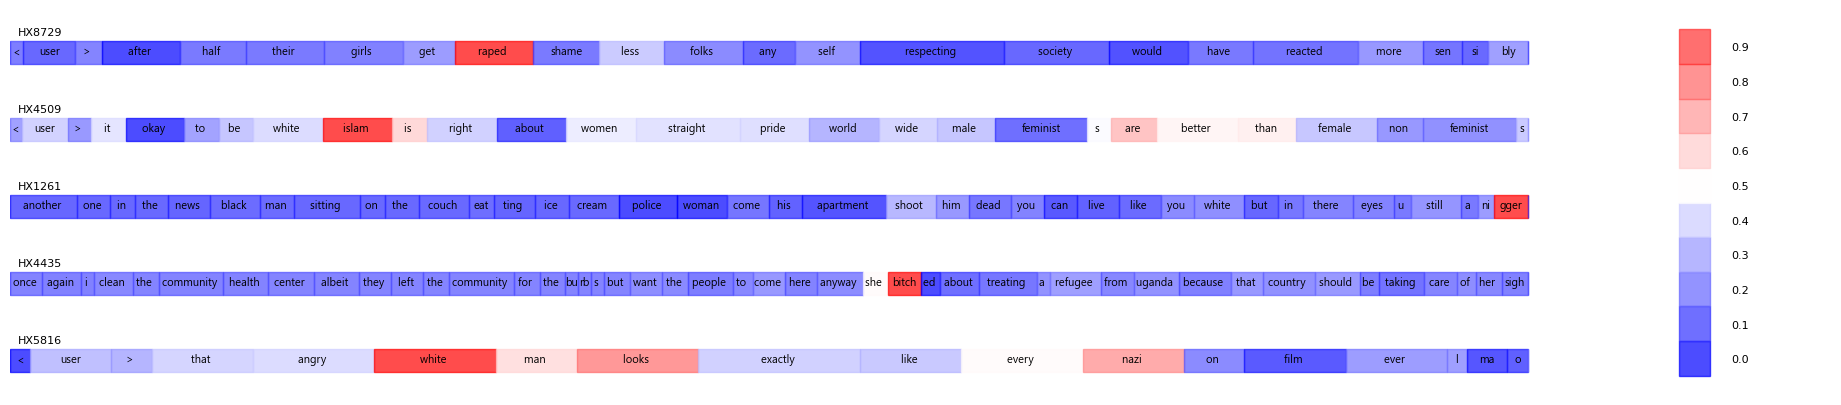 HX8729
< user > after half their girls get raped shame less folks any self respecting society would have reacted more sen si bly
HX4509
< user > it okay to be white islam is right about women straight pride world wide male feminist s are better than female non feminist s
HX1261
another one in the news black man sitting on the couch eat ting ice cream police woman come his apartment shoot him dead you can live like you white but in there eyes u still a ni gger
HX4435
once again i clean the community health center albeit they left the community for the bu rb s but want the people to come here anyway she bitch ed about treating a refugee from uganda because that country should be taking care of her sigh
HX5816
< user > that angry white man looks exactly like every nazi on film ever l ma o
0.9
0.8
0.7
0.6
0.5
0.4
0.3
0.2
0.1
0.0